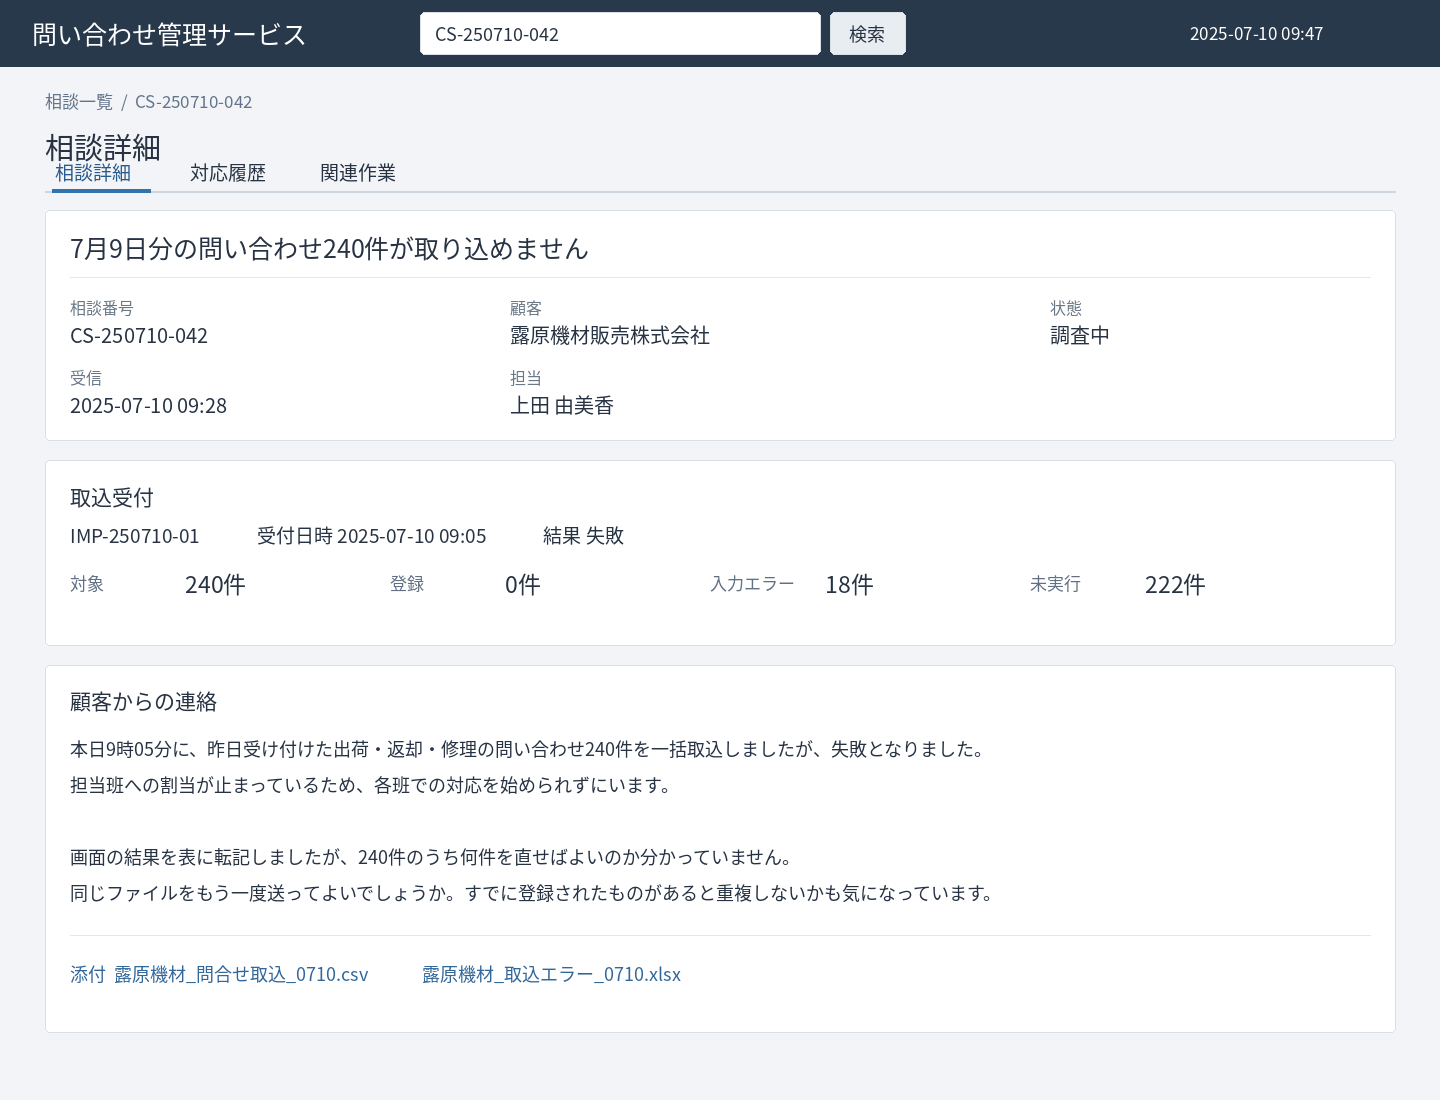 問い合わせ管理サービス
CS-250710-042
検索
2025-07-10 09:47
相談一覧 / CS-250710-042
相談詳細
相談詳細 対応履歴 関連作業
7月9日分の問い合わせ240件が取り込めません
相談番号 顧客 状態
CS-250710-042 露原機材販売株式会社 調査中
受信 担当
2025-07-10 09:28 上田 由美香
取込受付
IMP-250710-01 受付日時 2025-07-10 09:05 結果 失敗
対象 240件 登録 0件 入力エラー 18件 未実行 222件
顧客からの連絡
本日9時05分に、昨日受け付けた出荷・返却・修理の問い合わせ240件を一括取込しましたが、失敗となりました。
担当班への割当が止まっているため、各班での対応を始められずにいます。
画面の結果を表に転記しましたが、240件のうち何件を直せばよいのか分かっていません。
同じファイルをもう一度送ってよいでしょうか。すでに登録されたものがあると重複しないかも気になっています。
添付 露原機材_問合せ取込_0710.csv 露原機材_取込エラー_0710.xlsx